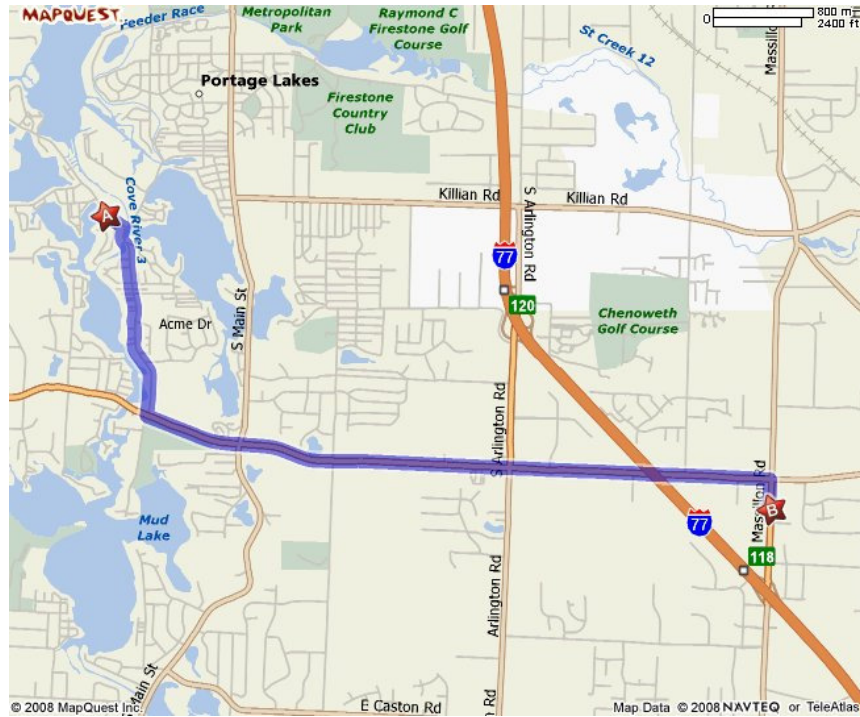 MAPQUEST
Feeder Race
Metropolitan
Park
Raymond C
Firestone Golf
Course
0
800 m
2400 ft
St Creek 12
Massillon Rd
Portage Lakes
Firestone
Country
Club
Killian Rd
Killian Rd
S Arlington Rd
Cove River 3
A
77
120
Chenoweth
Golf Course
S Main St
Acme Dr
S Arlington Rd
Massillon Rd
B
Mud
Lake
77
118
Arlington Rd
S Main St
E Caston Rd
© 2008 MapQuest Inc.
Map Data © 2008 NAVTEQ or TeleAtlas